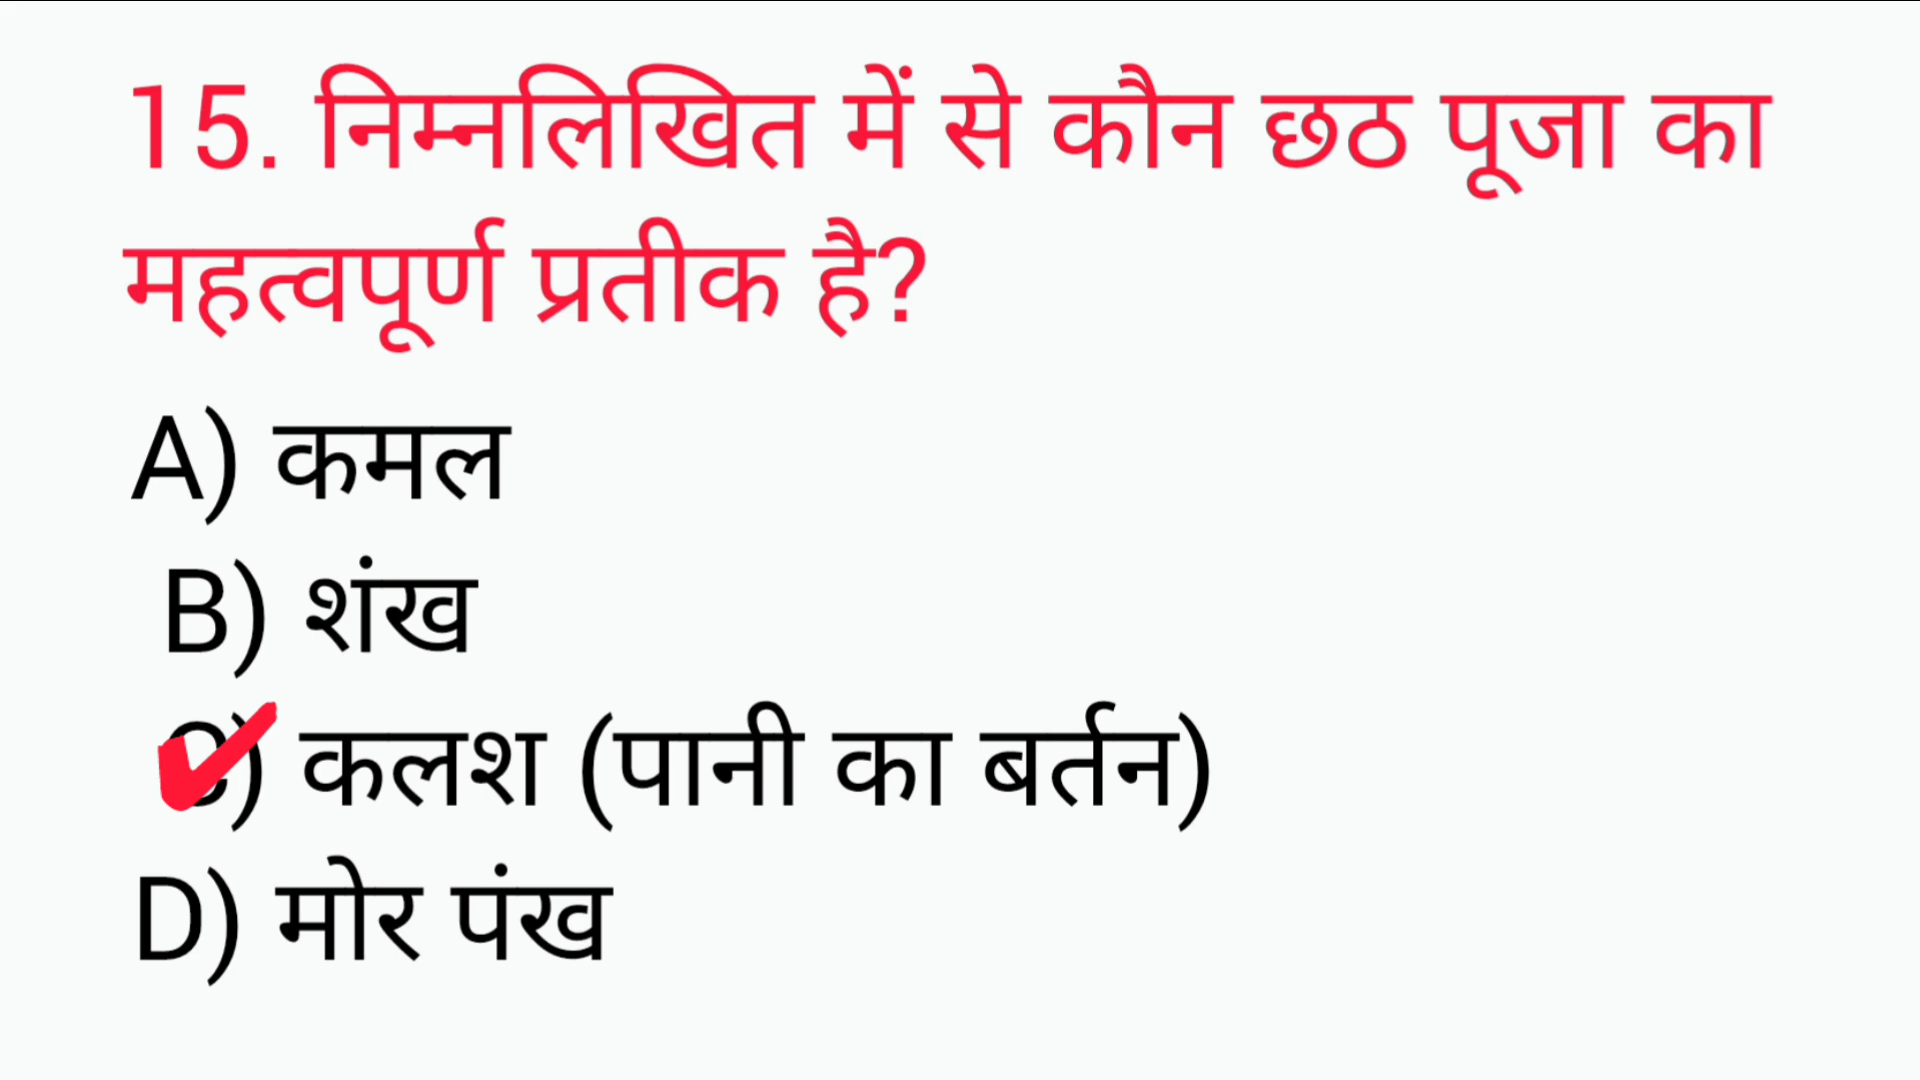 15. निम्नलिखित में से कौन छठ पूजा का
महत्वपूर्ण प्रतीक है?
A) कमल
B) शंख
C) कलश (पानी का बर्तन)
D) मोर पंख